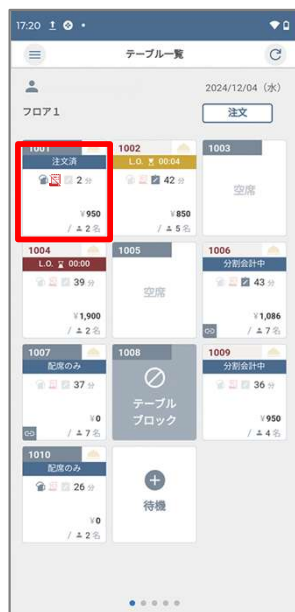 17:20
テーブル一覧
2024/12/04（水）
フロア1
注文
1001
注文済
2 分
¥950
/ 2 名
1002
L.O. 00:04
42 分
¥850
/ 5 名
1003
空席
1004
L.O. 00:00
39 分
¥1,900
/ 2 名
1005
空席
1006
分割会計中
43 分
¥1,086
/ 7 名
1007
配席のみ
37 分
¥0
/ 7 名
1008
テーブル
ブロック
1009
分割会計中
36 分
¥950
/ 4 名
1010
配席のみ
26 分
¥0
/ 2 名
待機